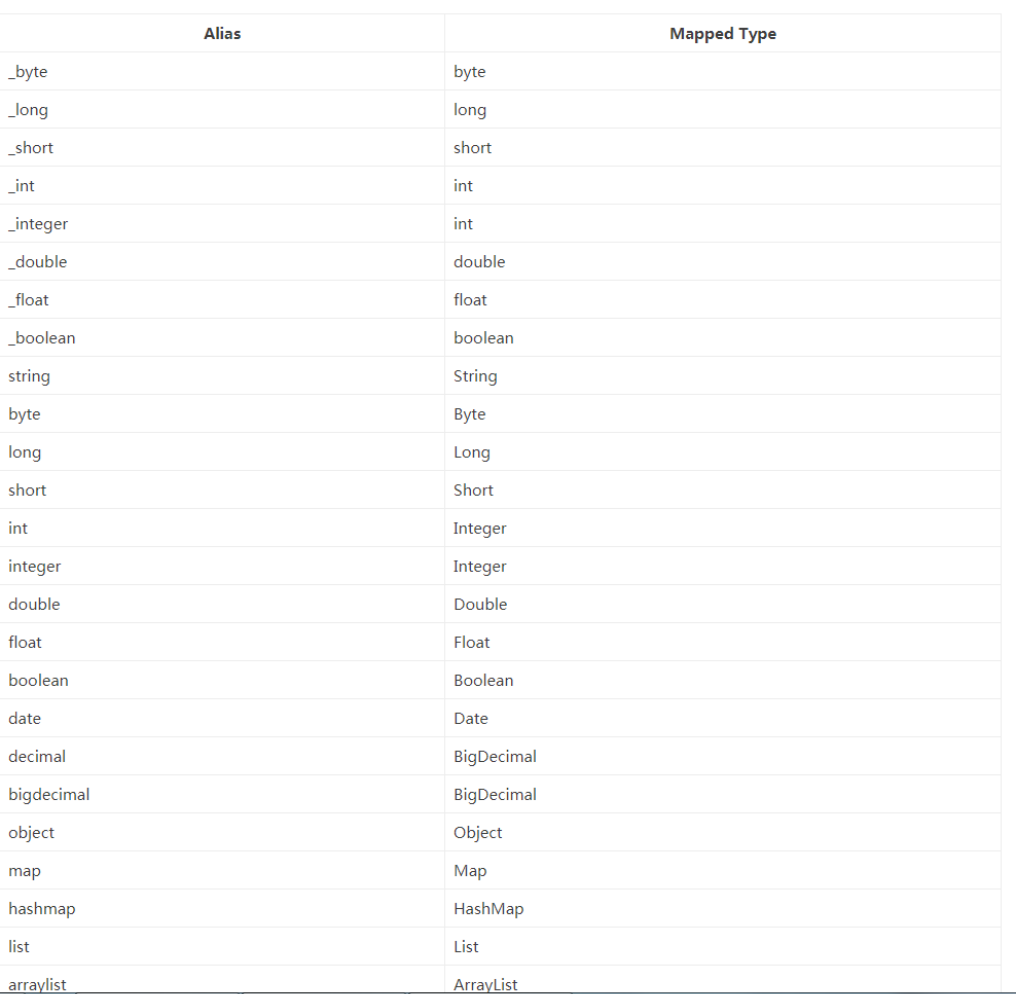 Alias Mapped Type
_byte byte
_long long
_short short
_int int
_integer int
_double double
_float float
_boolean boolean
string String
byte Byte
long Long
short Short
int Integer
integer Integer
double Double
float Float
boolean Boolean
date Date
decimal BigDecimal
bigdecimal BigDecimal
object Object
map Map
hashmap HashMap
list List
arraylist ArrayList